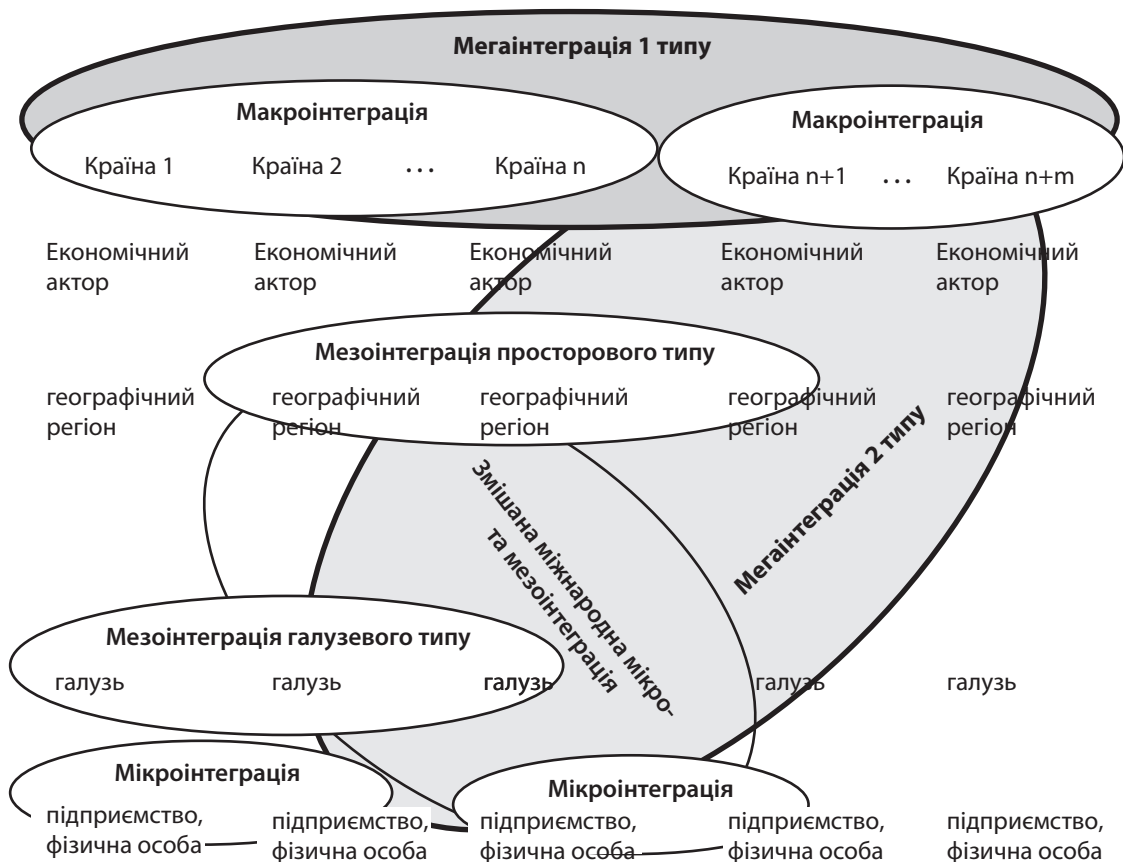 Мегаінтеграція 1 типу
Макроінтеграція
Країна 1 Країна 2 ... Країна n
Макроінтеграція
Країна n+1 ... Країна n+m
Економічний актор
Економічний актор
Економічний актор
Економічний актор
Економічний актор
Мезоінтеграція просторового типу
географічний регіон
географічний регіон
географічний регіон
географічний регіон
географічний регіон
Змішана міжнародна мікро-
та мезоінтеграція
Мегаінтеграція 2 типу
Мезоінтеграція галузевого типу
галузь галузь галузь галузь галузь
Мікроінтеграція
Мікроінтеграція
підприємство, фізична особа
підприємство, фізична особа
підприємство, фізична особа
підприємство, фізична особа
підприємство, фізична особа